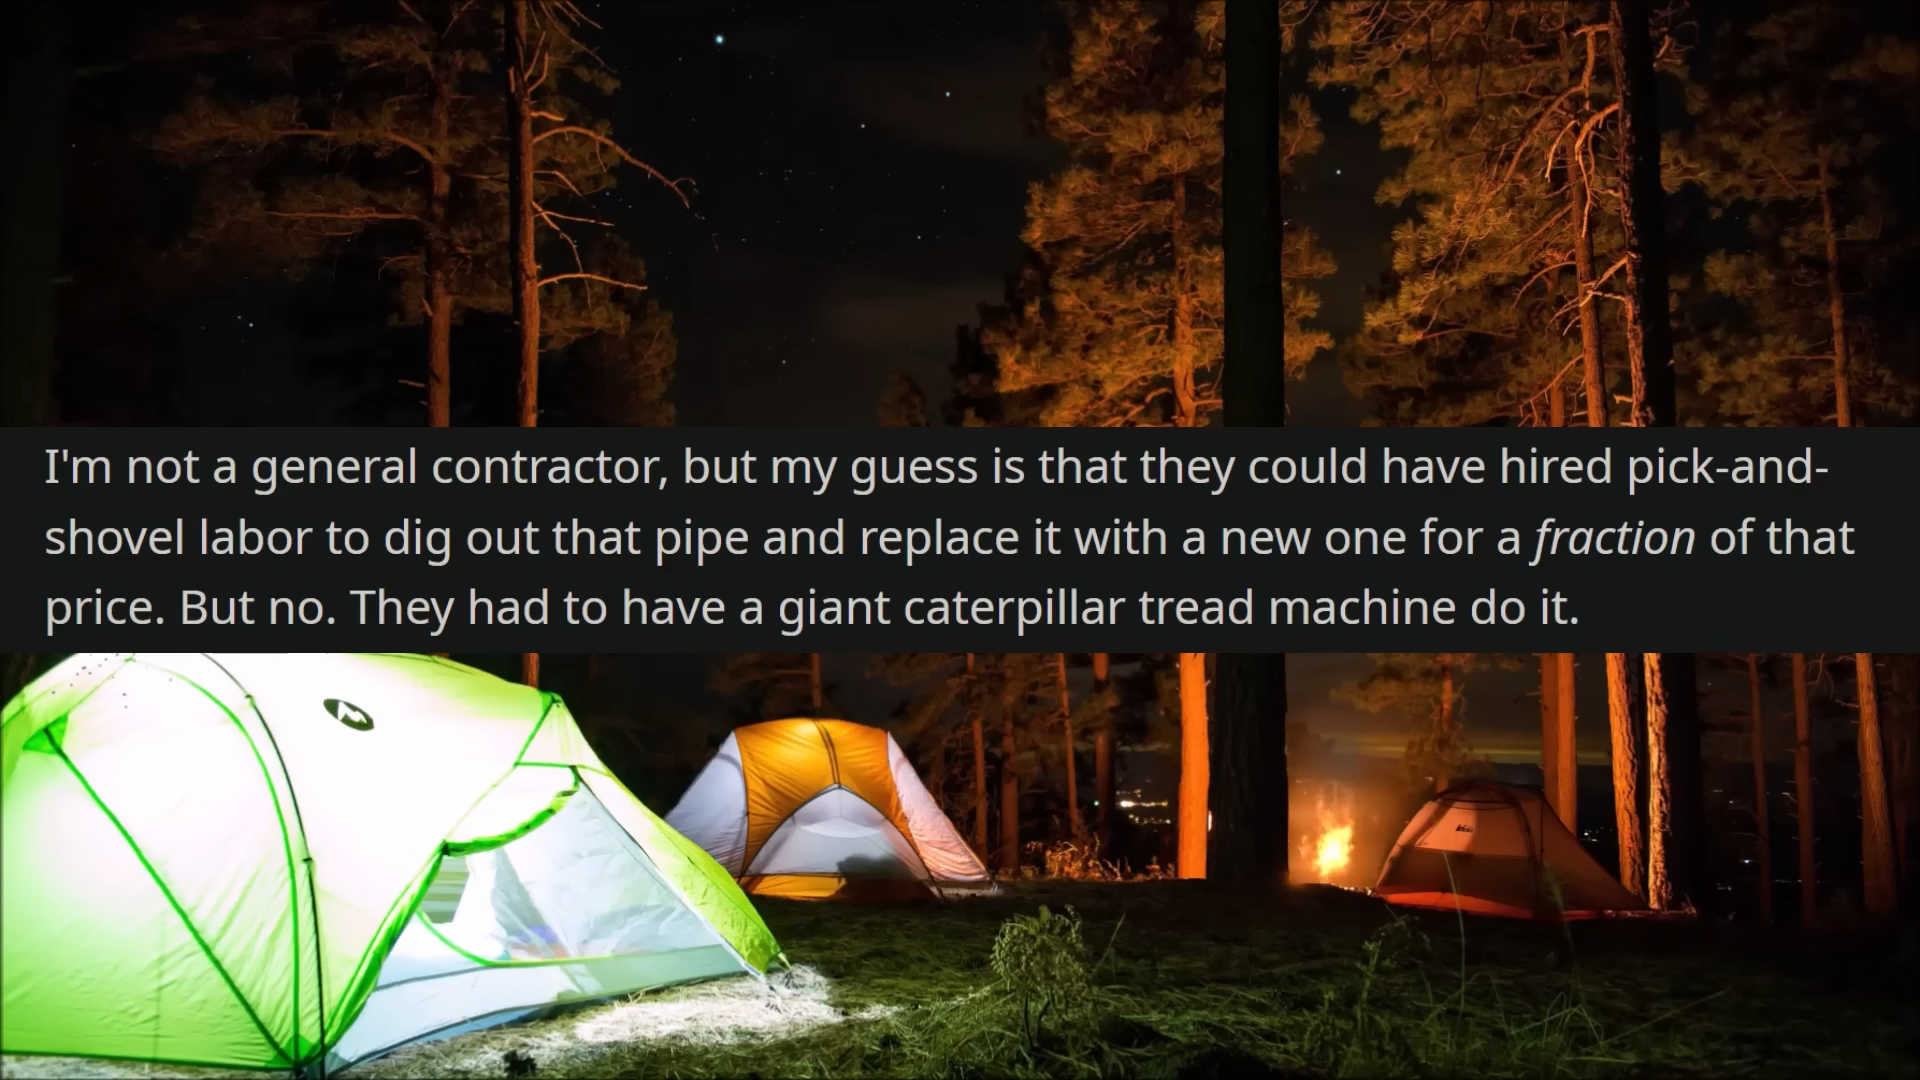 I'm not a general contractor, but my guess is that they could have hired pick-and-
shovel labor to dig out that pipe and replace it with a new one for a fraction of that
price. But no. They had to have a giant caterpillar tread machine do it.